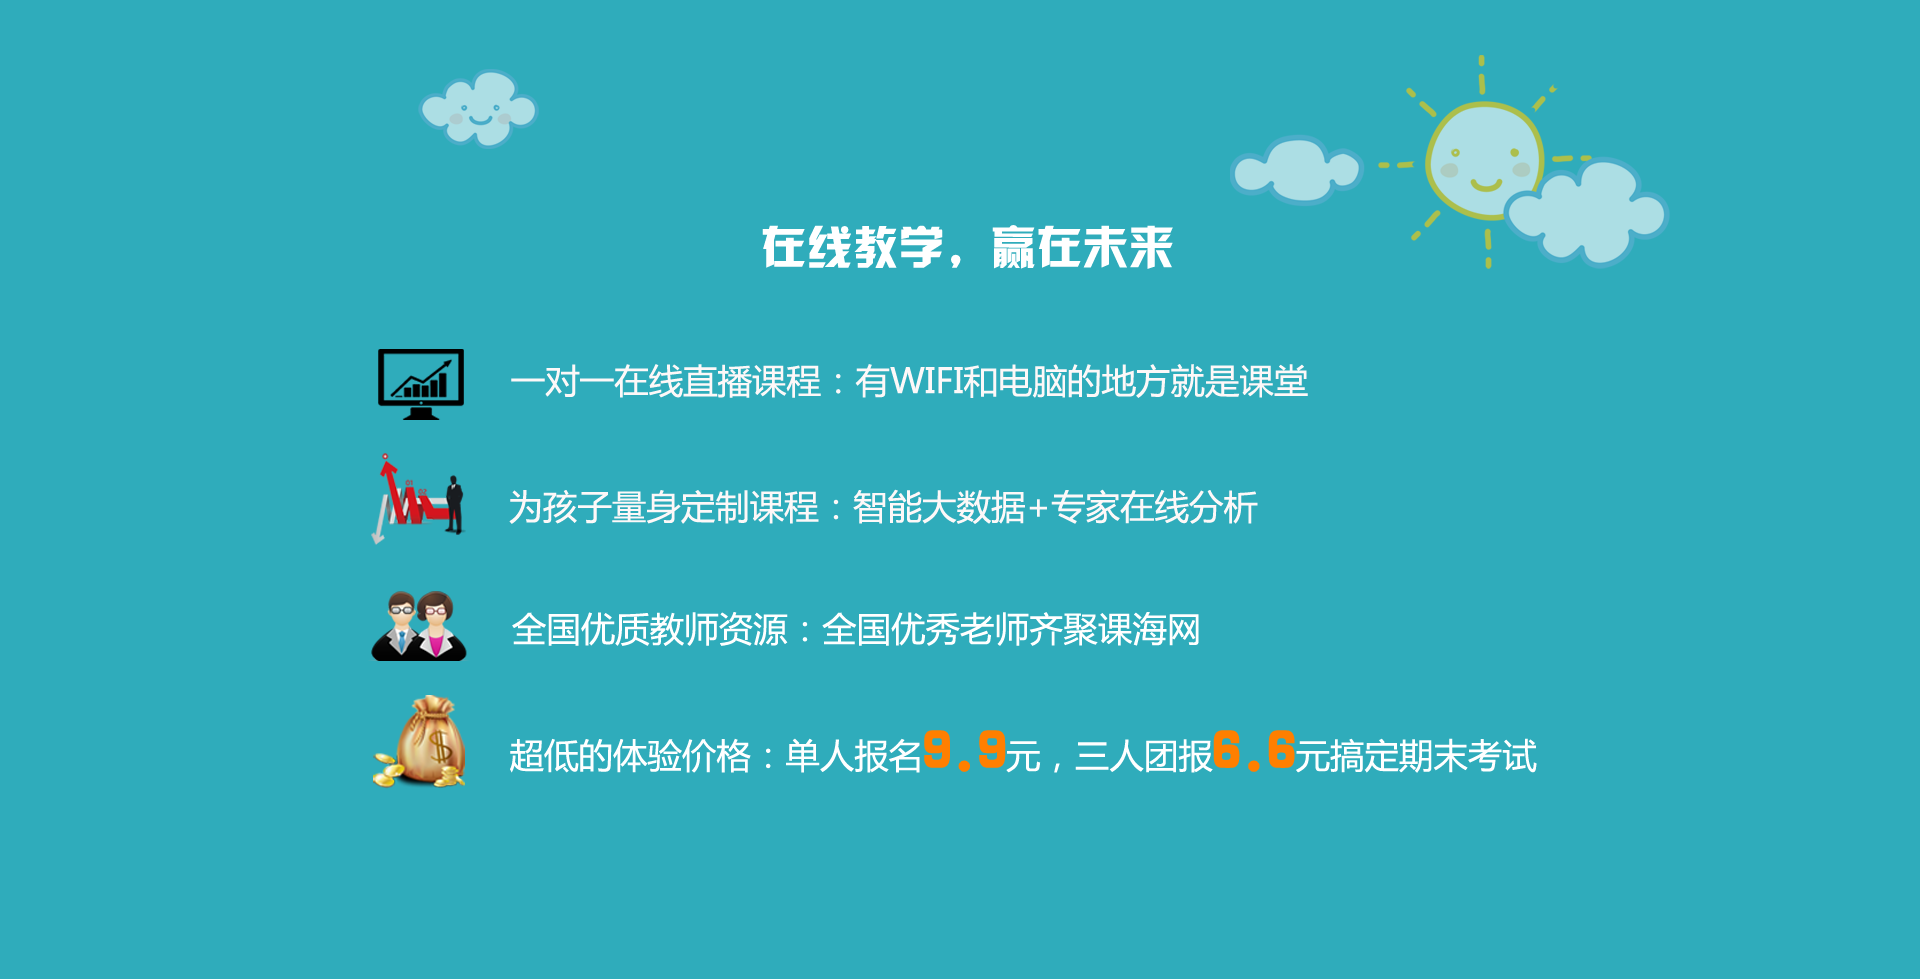 在线教学，赢在未来
一对一在线直播课程：有WIFI和电脑的地方就是课堂
为孩子量身定制课程：智能大数据+专家在线分析
全国优质教师资源：全国优秀老师齐聚课海网
超低的体验价格：单人报名9.9元，三人团报6.6元搞定期末考试